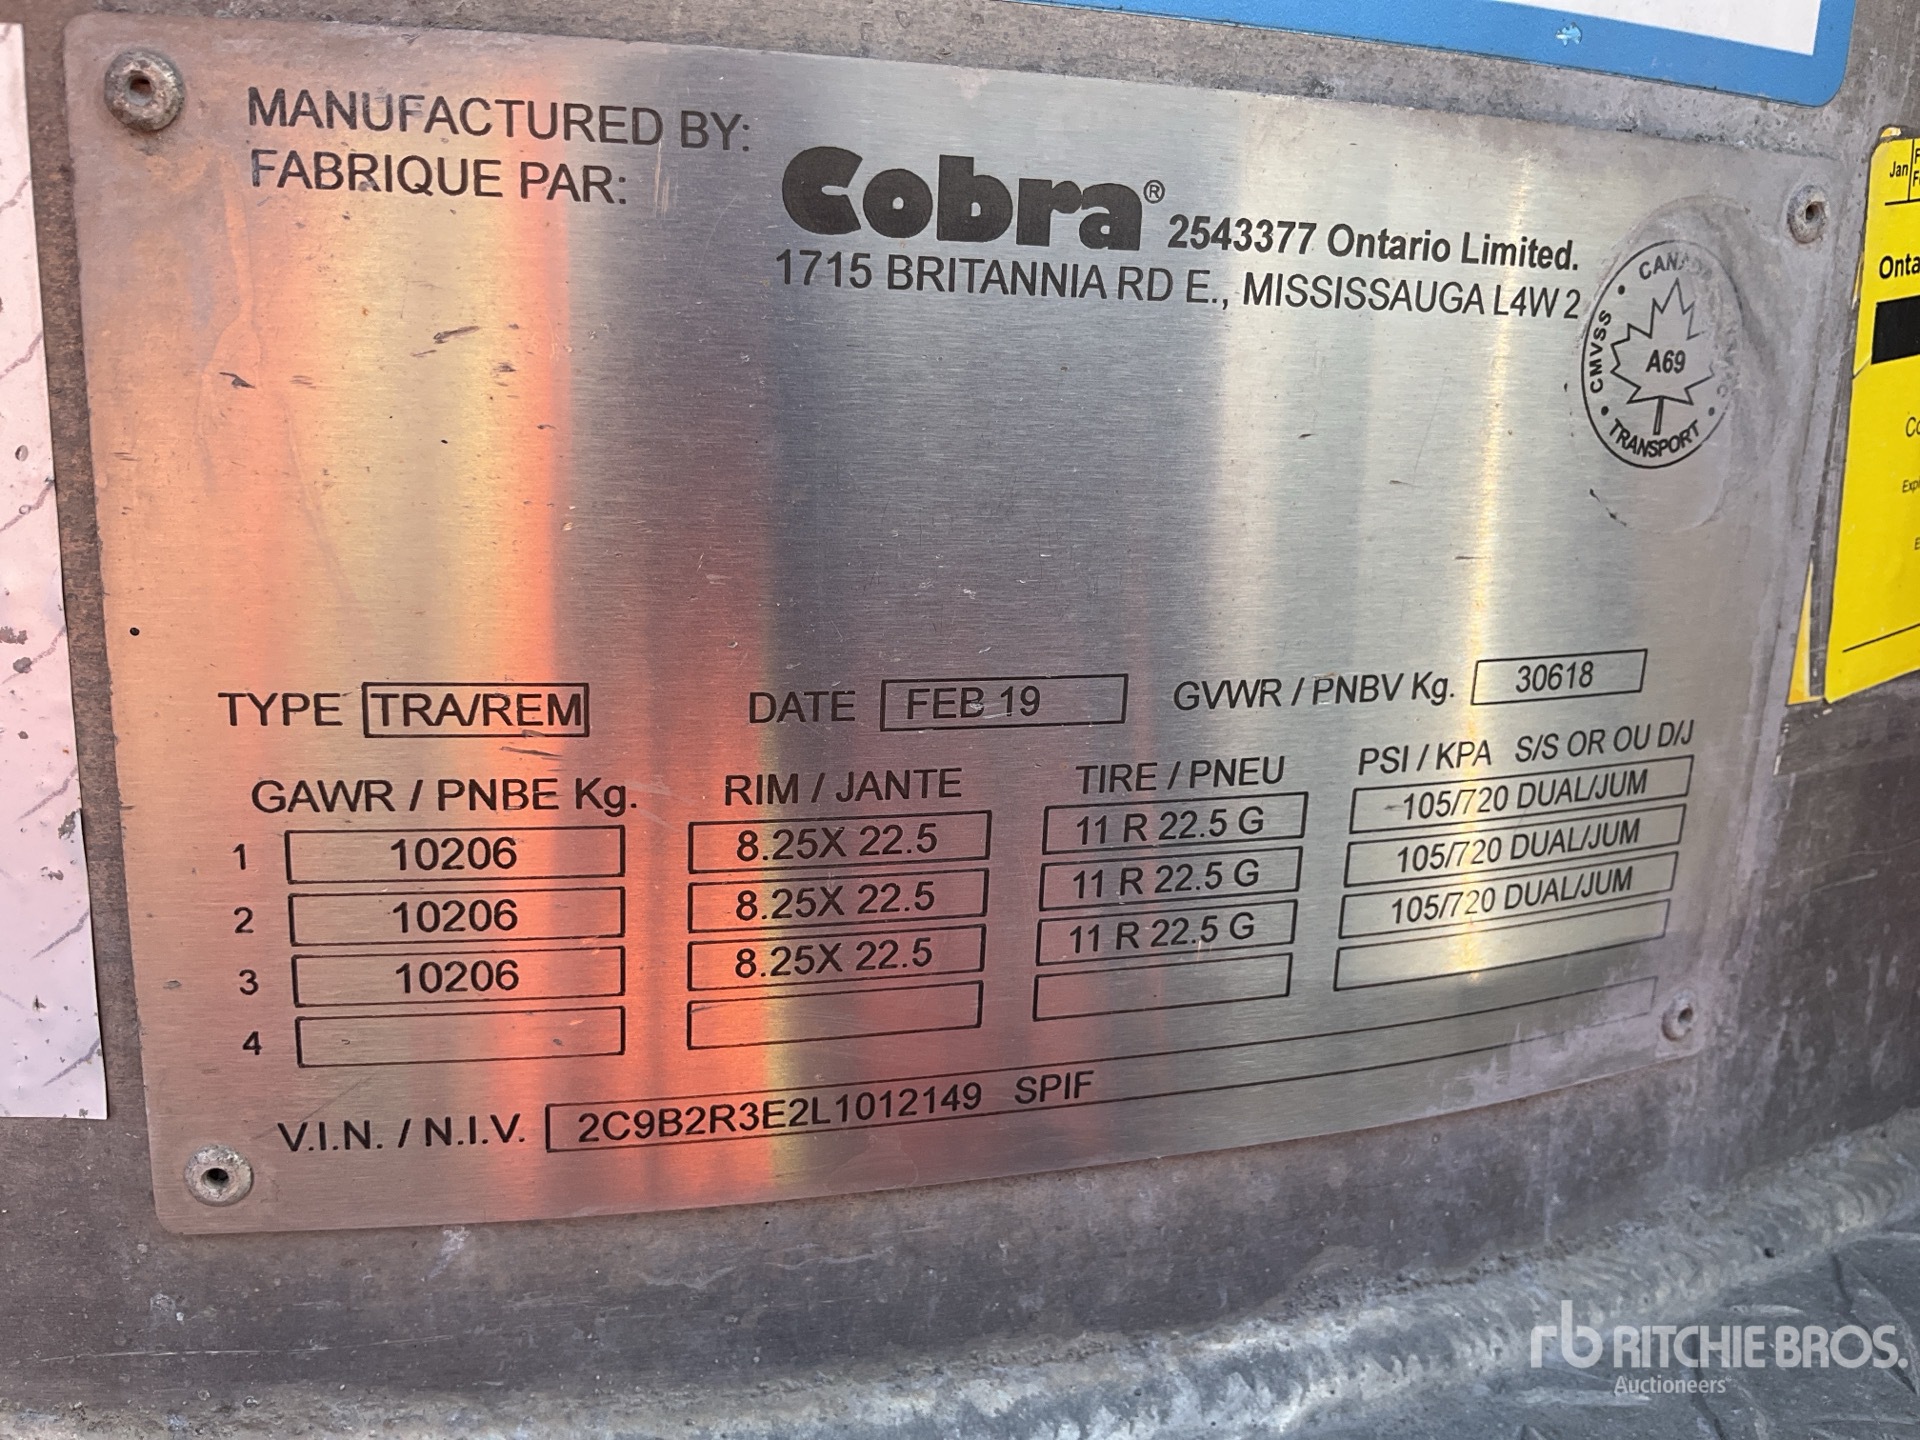 MANUFACTURED BY:
FABRIQUE PAR:
Cobra® 2543377 Ontario Limited.
1715 BRITANNIA RD E., MISSISSAUGA L4W 2
CMVSS TRANSPORT
A69
Jan
TYPE TRA/REM DATE FEB 19 GVWR / PNBV Kg. 30618
GAWR / PNBE Kg. RIM / JANTE TIRE / PNEU PSI / KPA S/S OR OU D/J
1 10206 8.25X 22.5 11 R 22.5 G 105/720 DUAL/JUM
2 10206 8.25X 22.5 11 R 22.5 G 105/720 DUAL/JUM
3 10206 8.25X 22.5 11 R 22.5 G 105/720 DUAL/JUM
4
V.I.N. / N.I.V. 2C9B2R3E2L1012149 SPIF
rb RITCHIE BROS.
Auctioneers